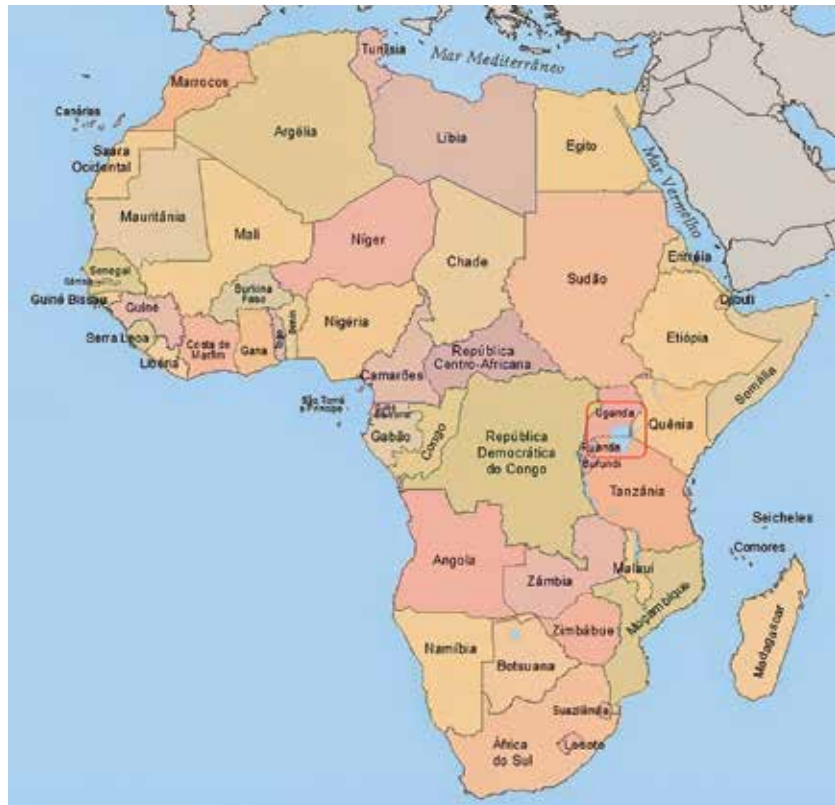 Mar Mediterrâneo
Tunísia
Marrocos
Canárias
Argélia
Líbia
Egito
Saara
Ocidental
Mar Vermelho
Mauritânia
Mali
Níger
Chade
Sudão
Eritréia
Senegal
Guiné Bissau
Guiné
Burkina
Faso
Djbuti
Serra Leoa
Costa do
Marfim
Gana
Togo
Benin
Nigéria
Etiópia
Libéria
República
Centro-Africana
Camarões
Somália
São Tomé
e Príncipe
Gabão
Congo
República
Democrática
do Congo
Uganda
Quênia
Ruanda
Burundi
Tanzânia
Seicheles
Comores
Angola
Zâmbia
Malaui
Moçambique
Madagascar
Zimbábue
Namíbia
Botsuana
Suazilândia
África
do Sul
Lesoto